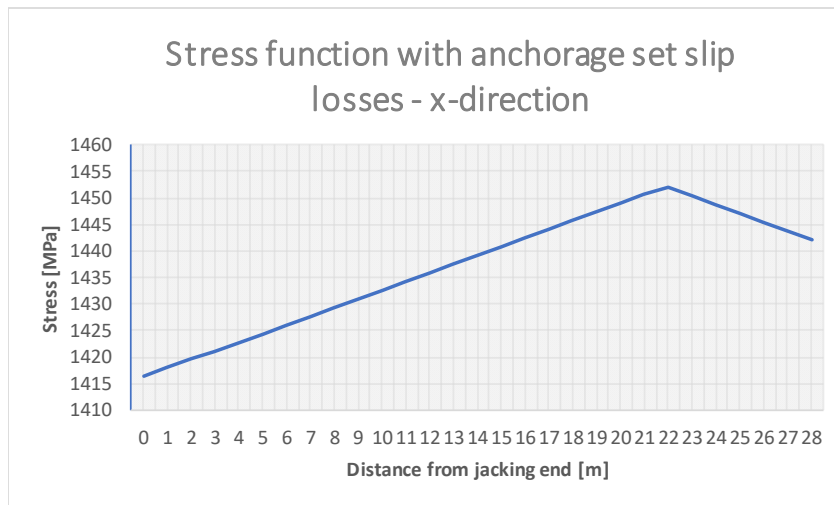 Stress function with anchorage set slip
losses - x-direction
1460
1455
1450
1445
1440
1435
1430
1425
1420
1415
1410
Stress [MPa]
0 1 2 3 4 5 6 7 8 9 10 11 12 13 14 15 16 17 18 19 20 21 22 23 24 25 26 27 28
Distance from jacking end [m]